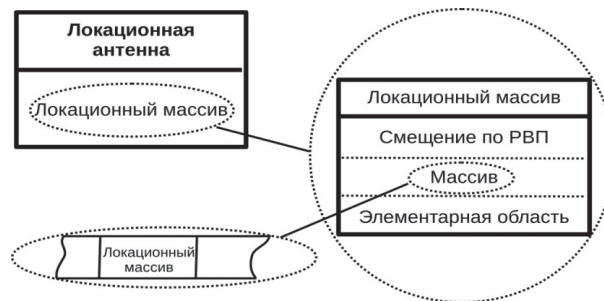 Локационная
антенна
Локационный массив
Локационный массив
Смещение по РВП
Массив
Элементарная область
Локационный
массив